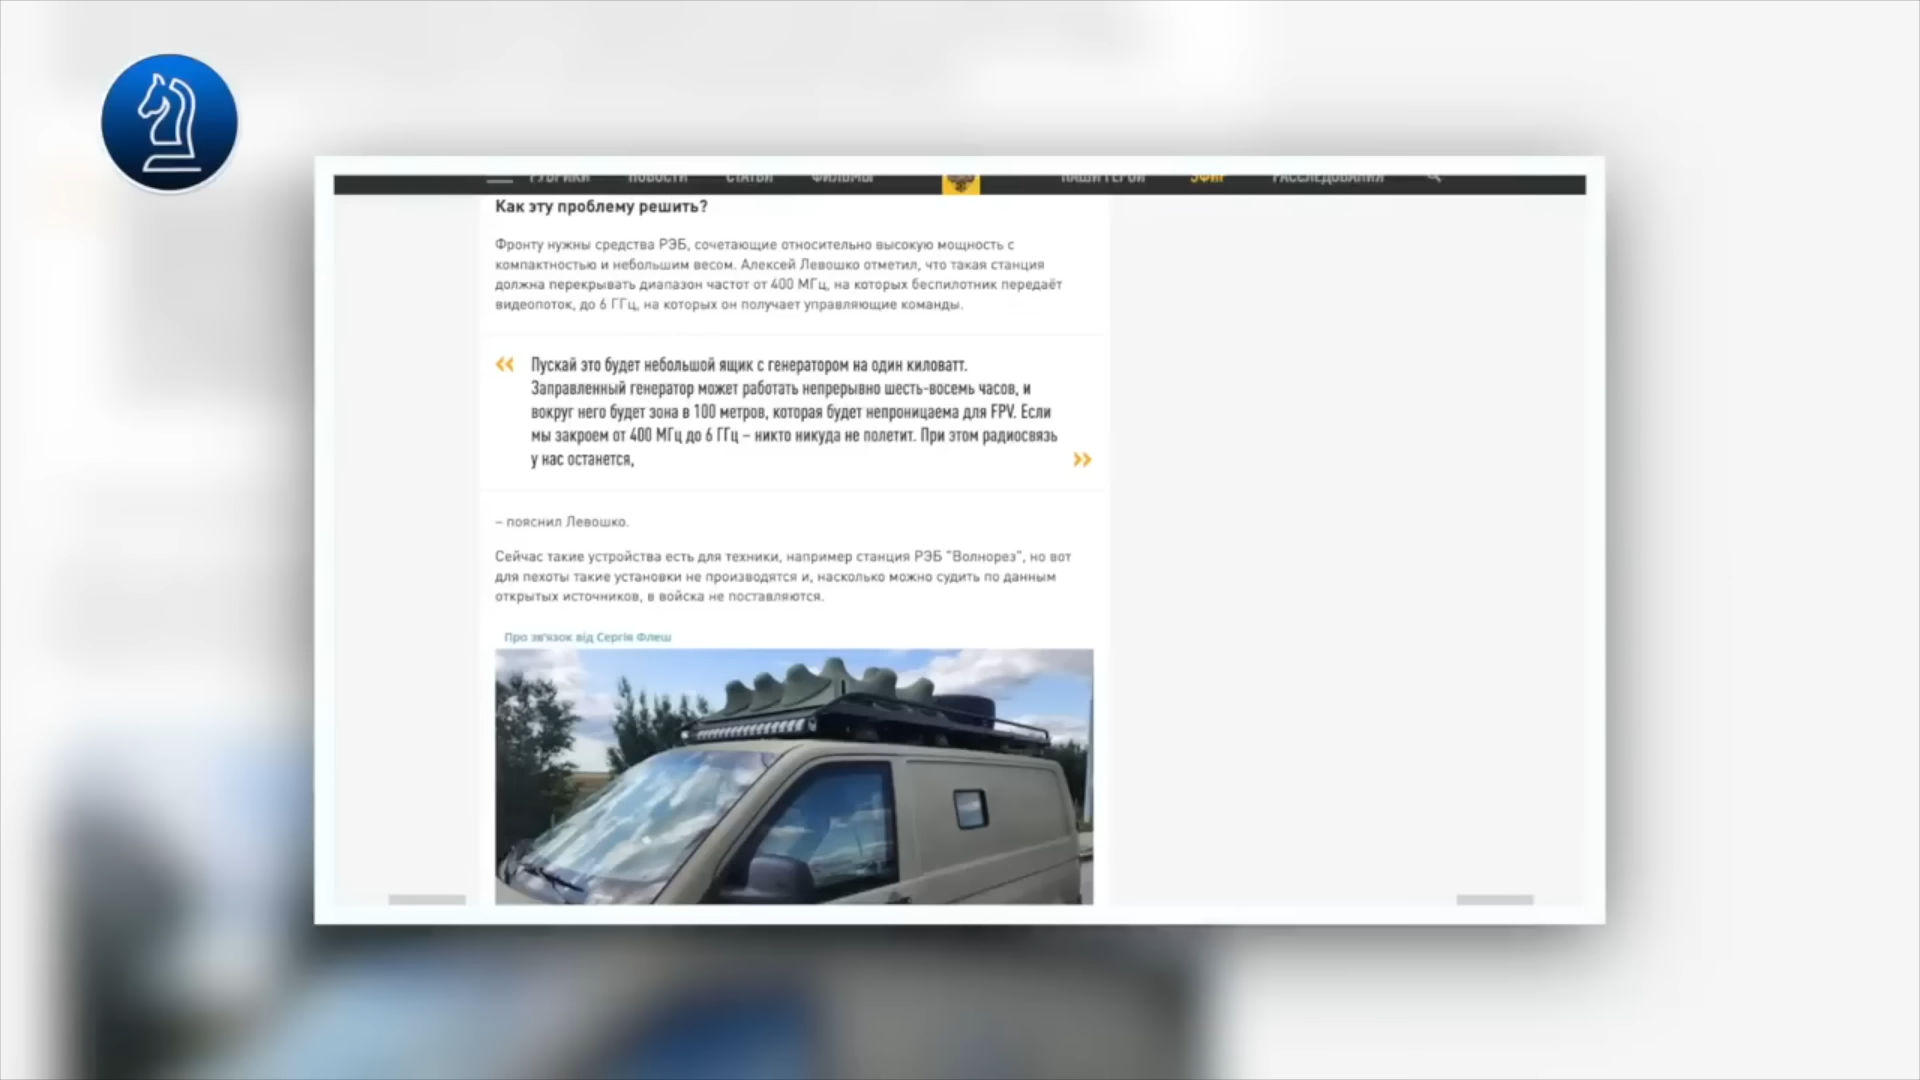 РУБРИКИ НОВОСТИ СТАТЬИ ФИЛЬМЫ НАШИ ГЕРОИ ЭФИР РАССЛЕДОВАНИЯ
Как эту проблему решить?
Фронту нужны средства РЭБ, сочетающие относительно высокую мощность с
компактностью и небольшим весом. Алексей Левошко отметил, что такая станция
должна перекрывать диапазон частот от 400 МГц, на которых беспилотник передаёт
видеопоток, до 6 ГГц, на которых он получает управляющие команды.
« Пускай это будет небольшой ящик с генератором на один киловатт.
Заправленный генератор может работать непрерывно шесть-восемь часов, и
вокруг него будет зона в 100 метров, которая будет непроницаема для FPV. Если
мы закроем от 400 МГц до 6 ГГц – никто никуда не полетит. При этом радиосвязь
у нас останется, »
– пояснил Левошко.
Сейчас такие устройства есть для техники, например станция РЭБ "Волнорез", но вот
для пехоты такие установки не производятся и, насколько можно судить по данным
открытых источников, в войска не поставляются.
Про зв'язок від Сергія Флеш